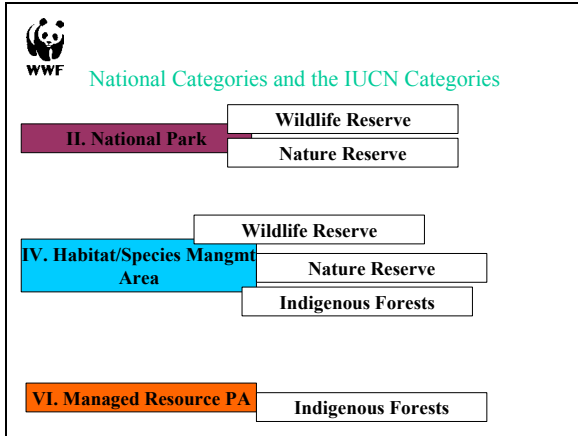 WWF
National Categories and the IUCN Categories
II. National Park
Wildlife Reserve
Nature Reserve
IV. Habitat/Species Mangmt
Area
Wildlife Reserve
Nature Reserve
Indigenous Forests
VI. Managed Resource PA
Indigenous Forests